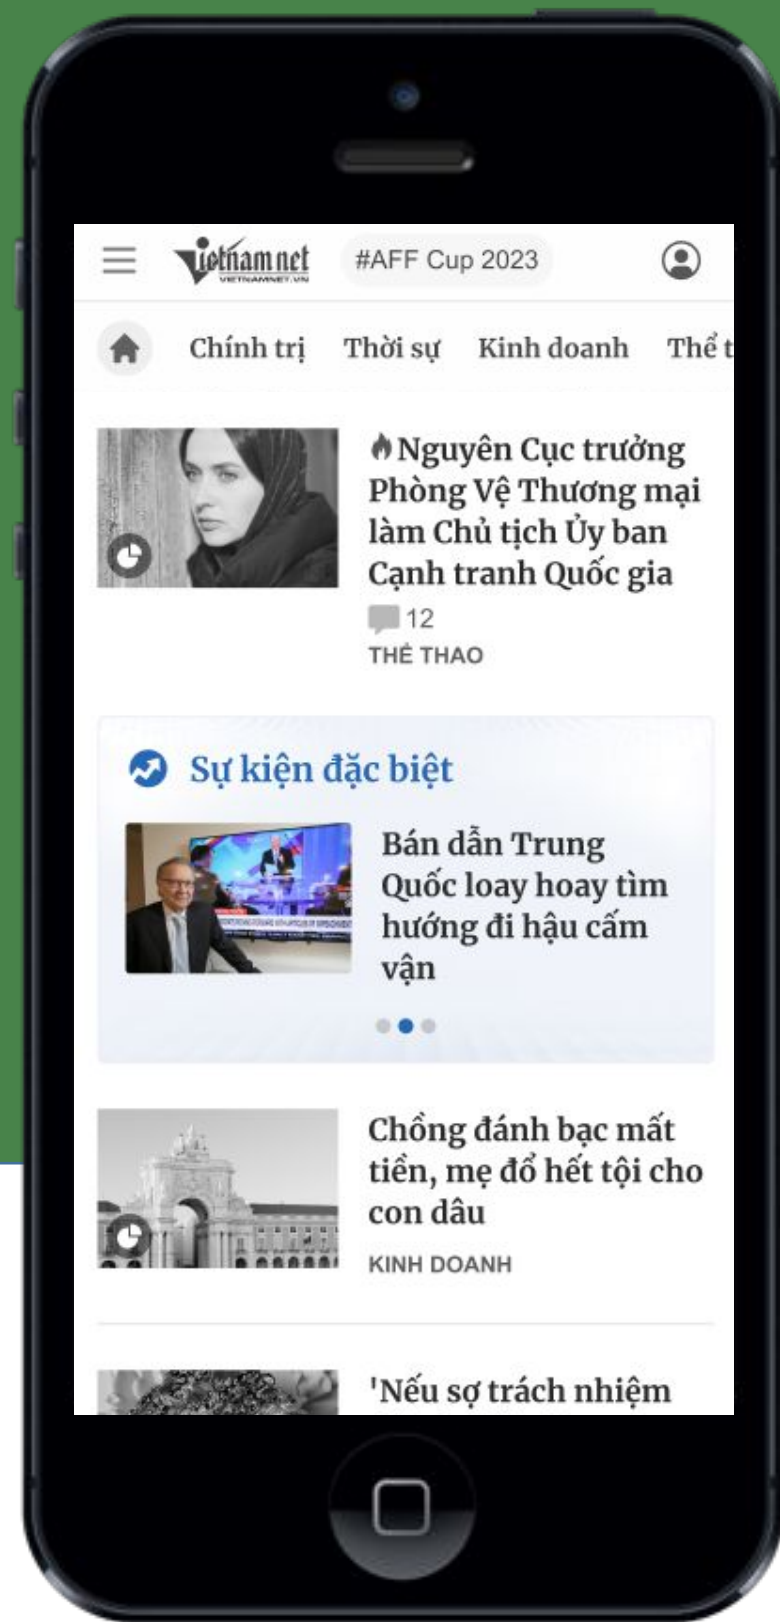 Vietnam net
VIETNAMNET.VN
#AFF Cup 2023
Chính trị
Thời sự
Kinh doanh
Thể t
Nguyên Cục trưởng
Phòng Vệ Thương mại
làm Chủ tịch Ủy ban
Cạnh tranh Quốc gia
12
THỂ THAO
Sự kiện đặc biệt
Bán dẫn Trung
Quốc loay hoay tìm
hướng đi hậu cấm
vận
Chồng đánh bạc mất
tiền, mẹ đổ hết tội cho
con dâu
KINH DOANH
'Nếu sợ trách nhiệm